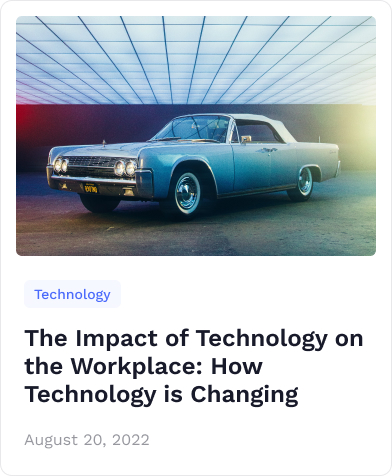 Technology
The Impact of Technology on
the Workplace: How
Technology is Changing
August 20, 2022